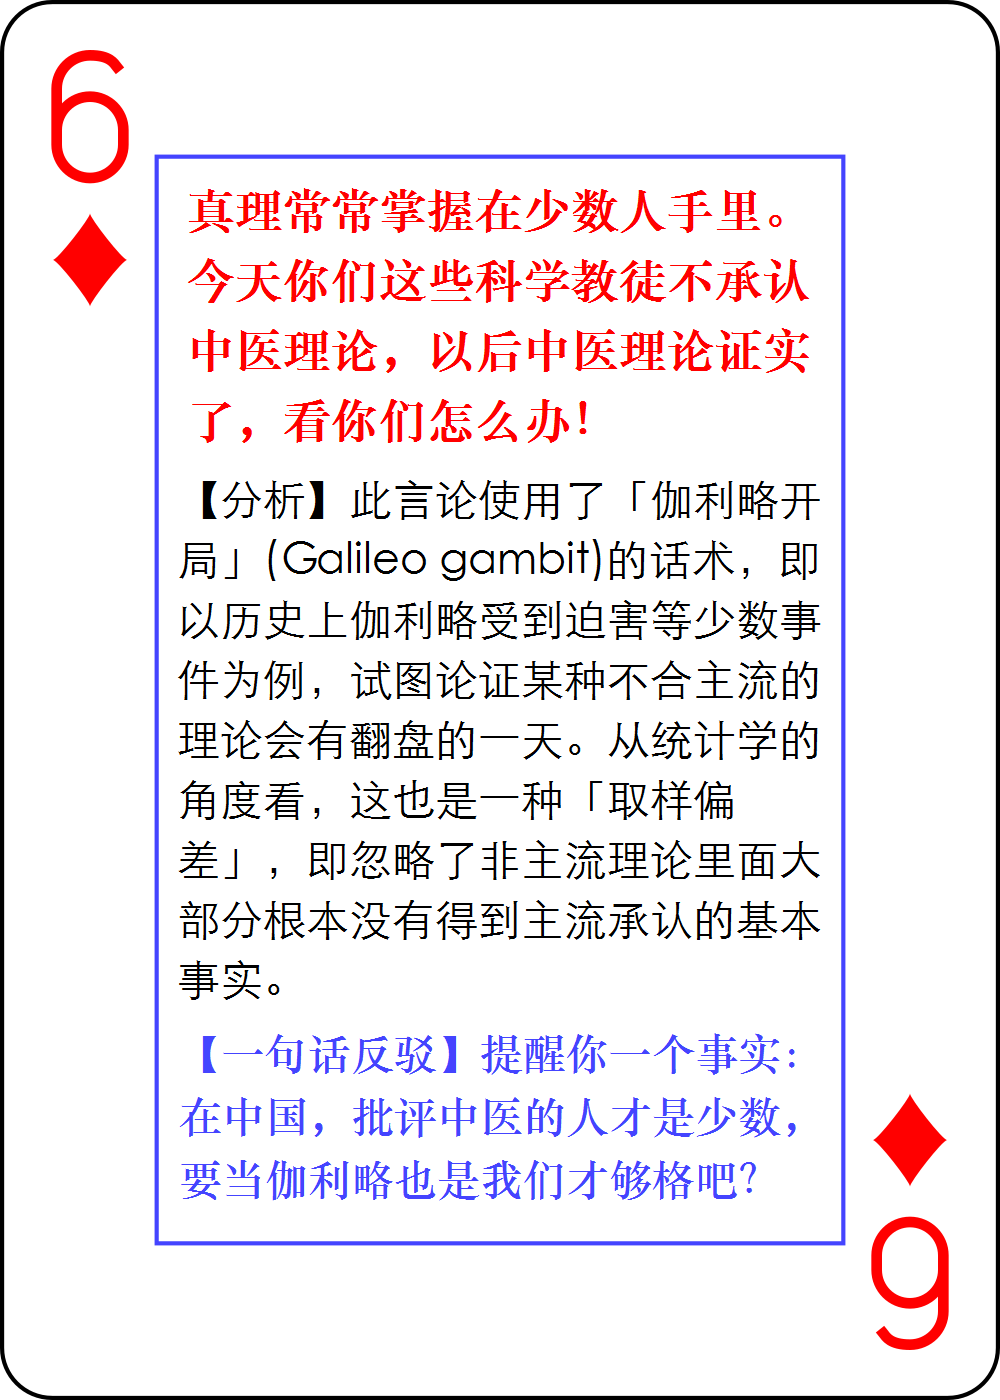 6
真理常常掌握在少数人手里。
今天你们这些科学教徒不承认
中医理论，以后中医理论证实
了，看你们怎么办！
【分析】此言论使用了「伽利略开
局」(Galileo gambit)的话术，即
以历史上伽利略受到迫害等少数事
件为例，试图论证某种不合主流的
理论会有翻盘的一天。从统计学的
角度看，这也是一种「取样偏
差」，即忽略了非主流理论里面大
部分根本没有得到主流承认的基本
事实。
【一句话反驳】提醒你一个事实：
在中国，批评中医的人才是少数，
要当伽利略也是我们才够格吧？
6